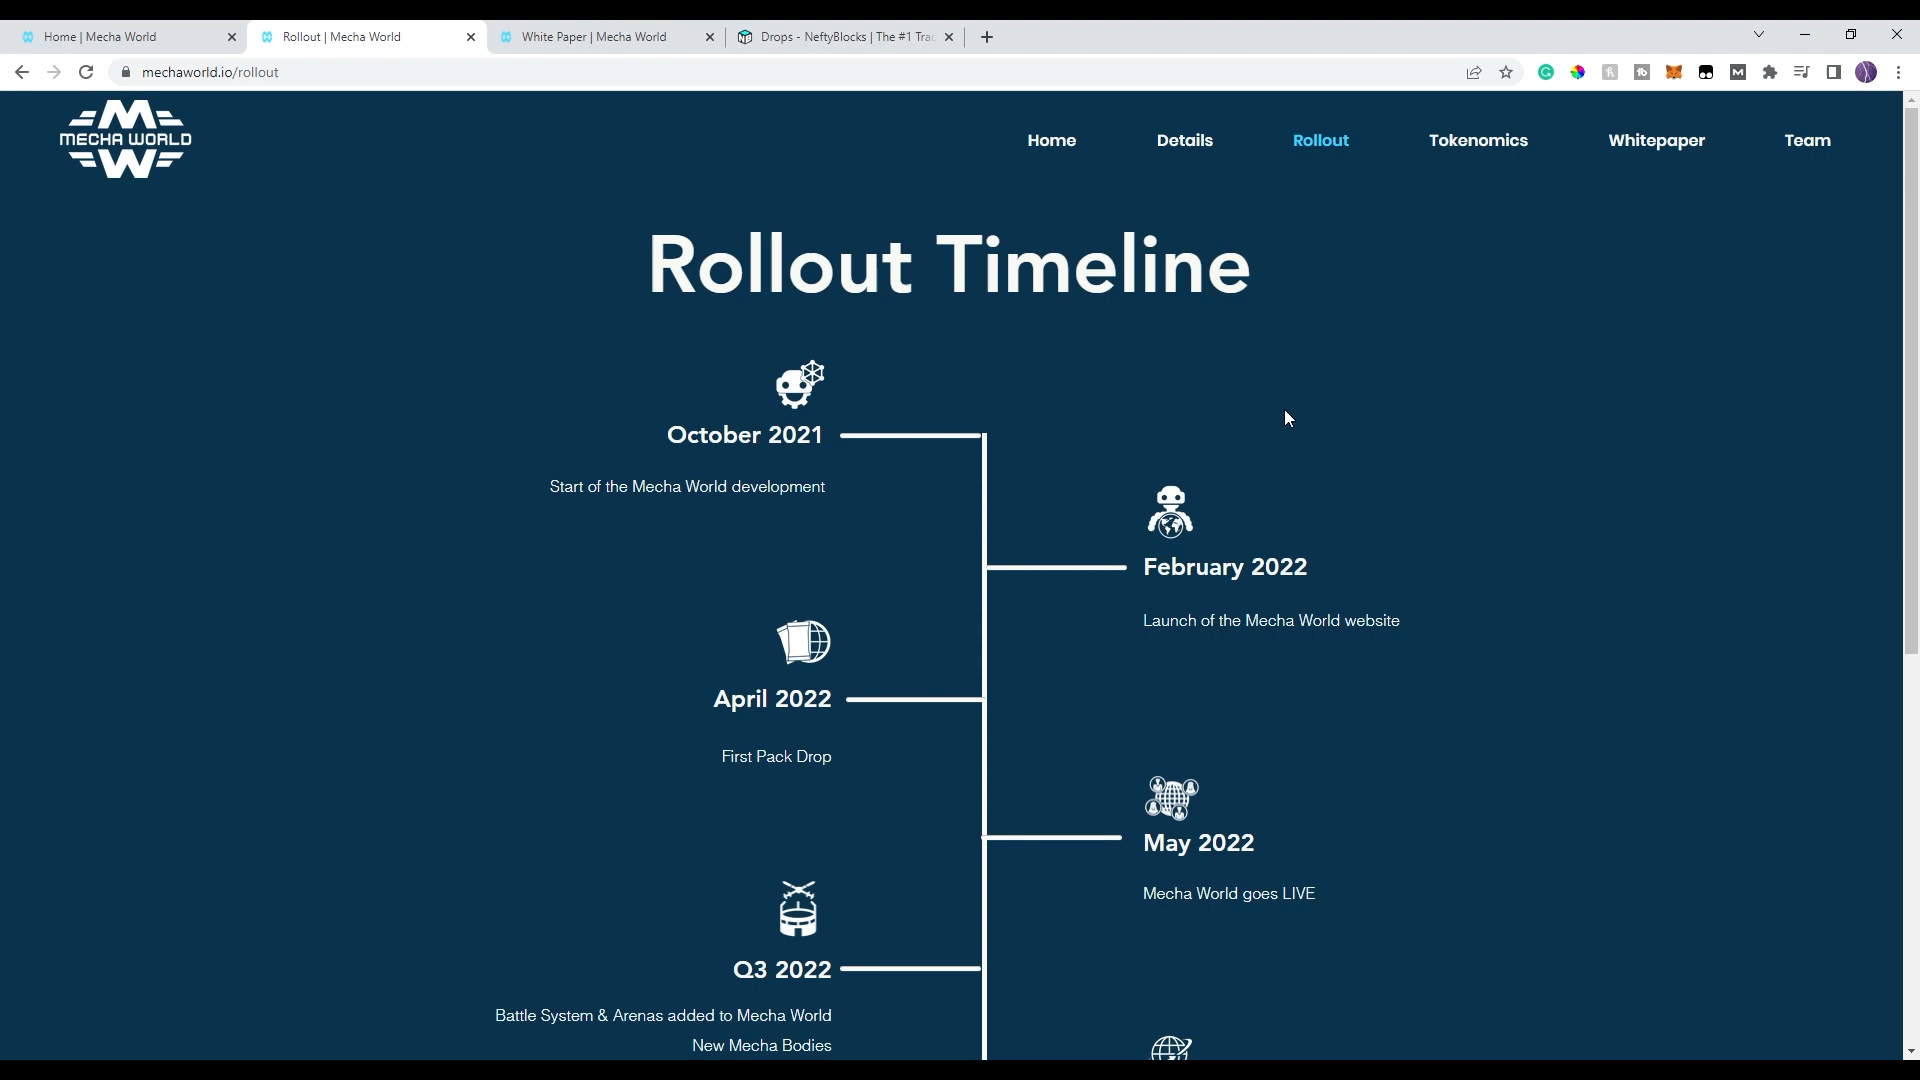 Home | Mecha World
Rollout | Mecha World
White Paper | Mecha World
Drops - NeftyBlocks | The #1 Tra
mechaworld.io/rollout
MECHA WORLD
Home
Details
Rollout
Tokenomics
Whitepaper
Team
Rollout Timeline
October 2021
Start of the Mecha World development
February 2022
Launch of the Mecha World website
April 2022
First Pack Drop
May 2022
Mecha World goes LIVE
Q3 2022
Battle System & Arenas added to Mecha World
New Mecha Bodies